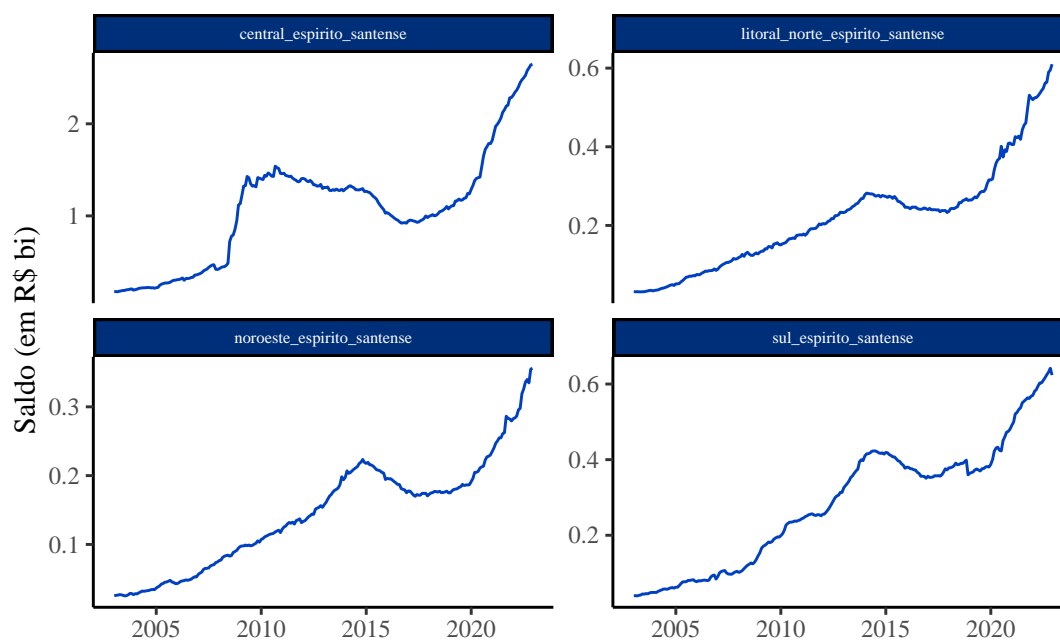 central_espirito_santense
litoral_norte_espirito_santense
2
1
0.6
0.4
0.2
Saldo (em R$ bi)
noroeste_espirito_santense
sul_espirito_santense
0.3
0.2
0.1
0.6
0.4
0.2
2005 2010 2015 2020
2005 2010 2015 2020